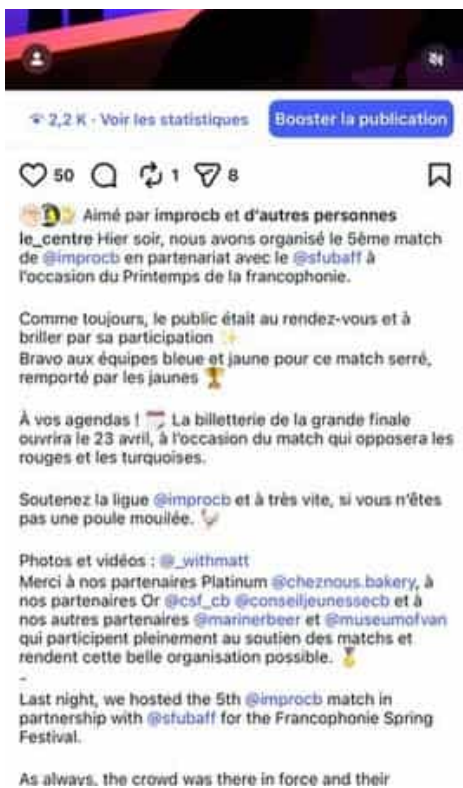 2,2 K - Voir les statistiques
Booster la publication
50 1 8
Aimé par improcb et d'autres personnes
le_centre Hier soir, nous avons organisé le 5ème match
de @improcb en partenariat avec le @sfubaff à
l'occasion du Printemps de la francophonie.
Comme toujours, le public était au rendez-vous et à
briller par sa participation ✨
Bravo aux équipes bleue et jaune pour ce match serré,
remporté par les jaunes 🏆
À vos agendas ! 🗓️ La billetterie de la grande finale
ouvrira le 23 avril, à l'occasion du match qui opposera les
rouges et les turquoises.
Soutenez la ligue @improcb et à très vite, si vous n'êtes
pas une poule mouilée. 🐓
Photos et vidéos : @_withmatt
Merci à nos partenaires Platinum @cheznous.bakery, à
nos partenaires Or @csf_cb @conseiljeunessecb et à
nos autres partenaires @marinerbeer et @museumofvan
qui participent pleinement au soutien des matchs et
rendent cette belle organisation possible. 🏅
-
Last night, we hosted the 5th @improcb match in
partnership with @sfubaff for the Francophonie Spring
Festival.
As always, the crowd was there in force and their